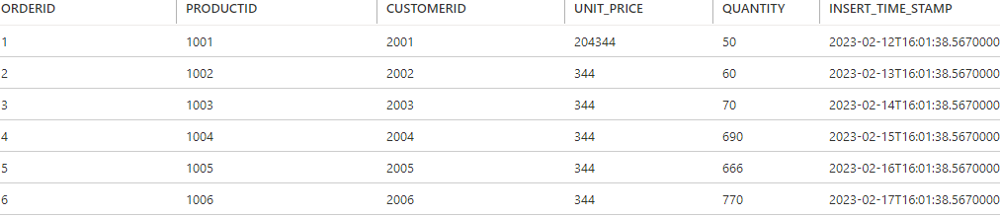 ORDERID PRODUCTID CUSTOMERID UNIT_PRICE QUANTITY INSERT_TIME_STAMP
1 1001 2001 204344 50 2023-02-12T16:01:38.5670000
2 1002 2002 344 60 2023-02-13T16:01:38.5670000
3 1003 2003 344 70 2023-02-14T16:01:38.5670000
4 1004 2004 344 690 2023-02-15T16:01:38.5670000
5 1005 2005 344 666 2023-02-16T16:01:38.5670000
6 1006 2006 344 770 2023-02-17T16:01:38.5670000